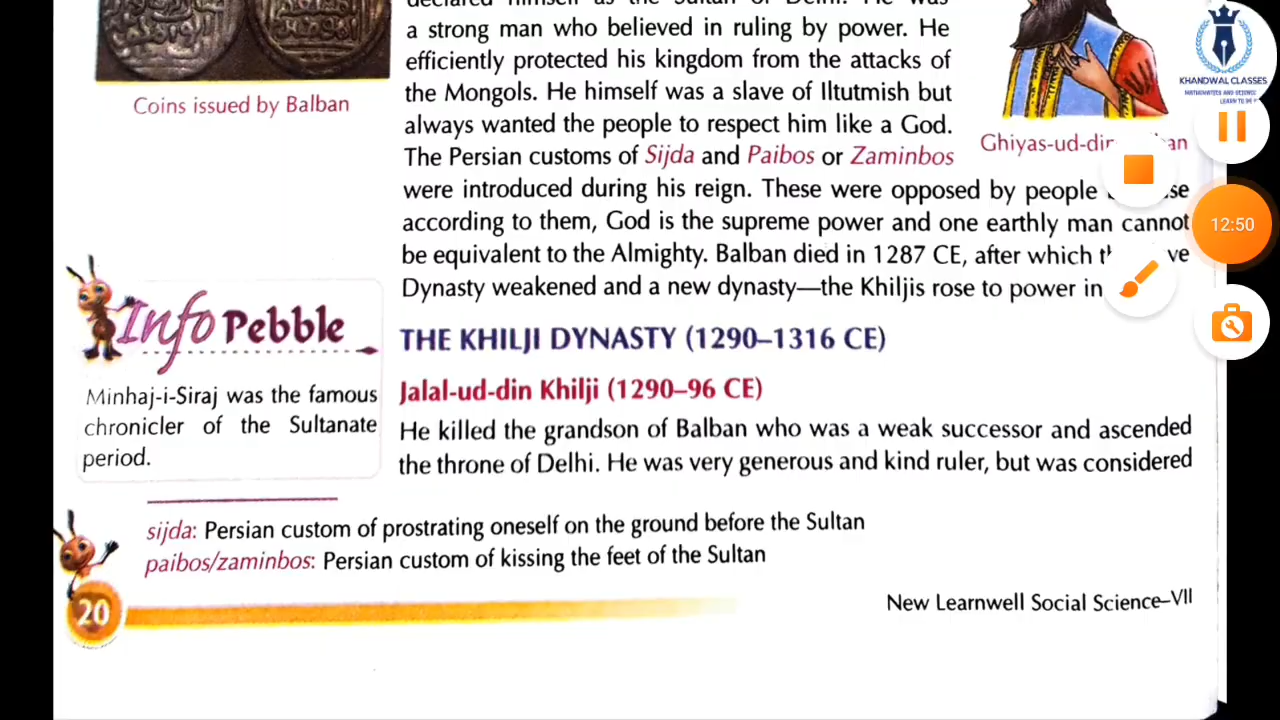 declared himself as the Sultan of Delhi. He was
a strong man who believed in ruling by power. He
efficiently protected his kingdom from the attacks of
the Mongols. He himself was a slave of Iltutmish but
always wanted the people to respect him like a God.
The Persian customs of Sijda and Paibos or Zaminbos
were introduced during his reign. These were opposed by people
according to them, God is the supreme power and one earthly man cannot
be equivalent to the Almighty. Balban died in 1287 CE, after which
Dynasty weakened and a new dynasty—the Khiljis rose to power in
Coins issued by Balban
Ghiyas-ud-din
KHANDWAL CLASSES
MATHEMATICS AND SCIENCE
12:50
Info Pebble
Minhaj-i-Siraj was the famous
chronicler of the Sultanate
period.
THE KHILJI DYNASTY (1290–1316 CE)
Jalal-ud-din Khilji (1290–96 CE)
He killed the grandson of Balban who was a weak successor and ascended
the throne of Delhi. He was very generous and kind ruler, but was considered
sijda: Persian custom of prostrating oneself on the ground before the Sultan
paibos/zaminbos: Persian custom of kissing the feet of the Sultan
20
New Learnwell Social Science–VII